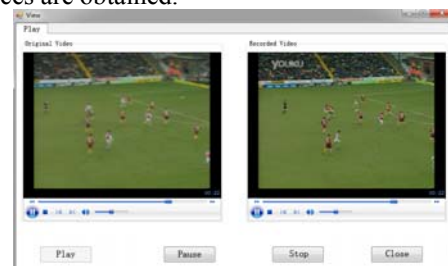 ces are obtained.
View
Play
Original Video
Recorded Video
YOUKU
Play
Pause
Stop
Close